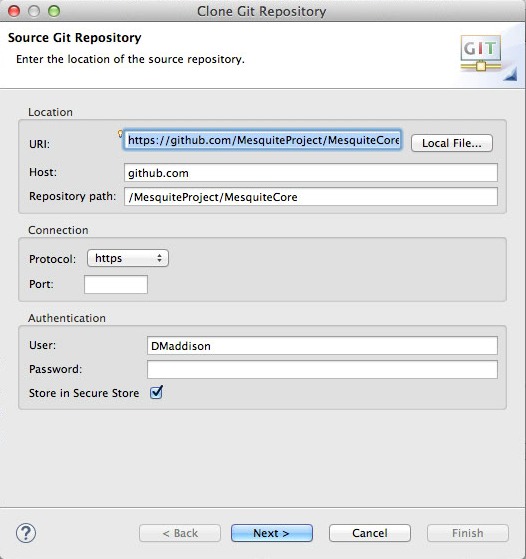 Clone Git Repository
Source Git Repository
Enter the location of the source repository.
GIT
Location
URI: https://github.com/MesquiteProject/MesquiteCore Local File...
Host: github.com
Repository path: /MesquiteProject/MesquiteCore
Connection
Protocol: https
Port:
Authentication
User: DMaddison
Password:
Store in Secure Store
? < Back Next > Cancel Finish